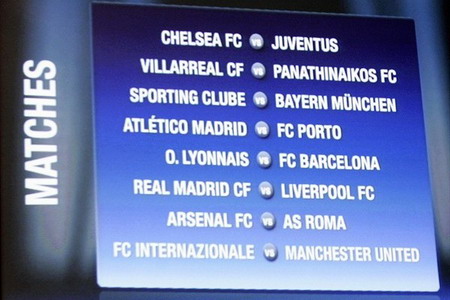 MATCHES
CHELSEA FC VS JUVENTUS
VILLARREAL CF VS PANATHINAIKOS FC
SPORTING CLUBE VS BAYERN MÜNCHEN
ATLÉTICO MADRID VS FC PORTO
O. LYONNAIS VS FC BARCELONA
REAL MADRID CF VS LIVERPOOL FC
ARSENAL FC VS AS ROMA
FC INTERNAZIONALE VS MANCHESTER UNITED